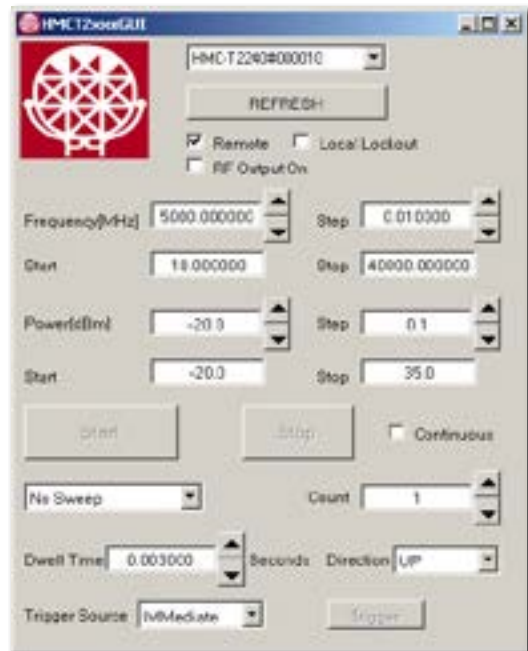 HMCT2xxxxGUI
HMC-T2240#000010
REFRESH
Remote Local Lockout
RF Output On
Frequency[MHz] 5000.000000 Step 0.010000
Start 10.000000 Stop 40000.000000
Power[dBm] -20.0 Step 0.1
Start -20.0 Stop 35.0
Start Stop Continuous
No Sweep Count 1
Dwell Time 0.003000 Seconds Direction UP
Trigger Source IMMediate Trigger